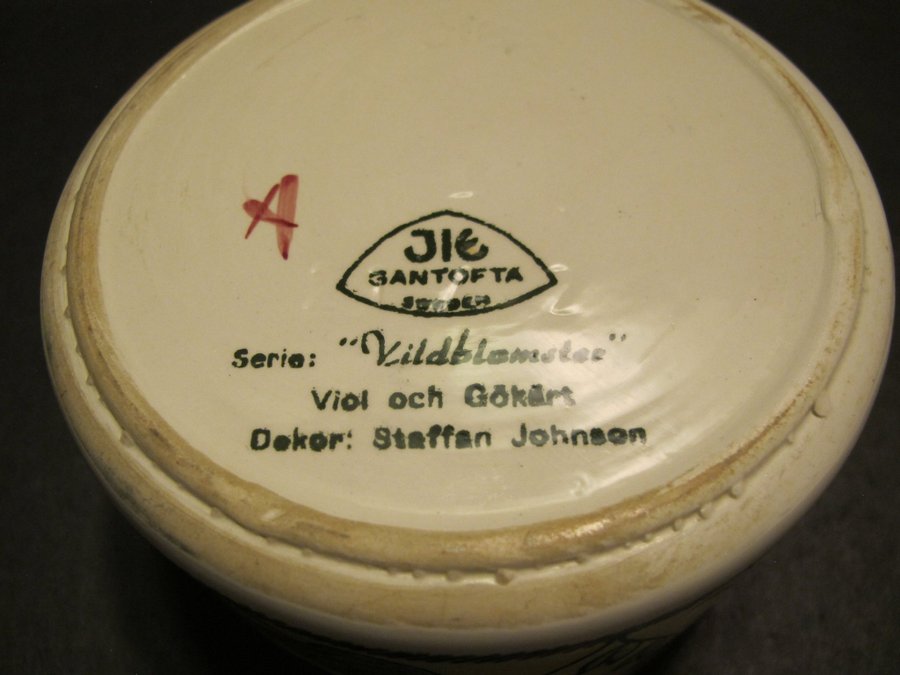 A
JIE
GANTOFTA
SWEDEN
Serie: "Vildblomster"
Viol och Gökärt
Dekor: Staffan Johnson